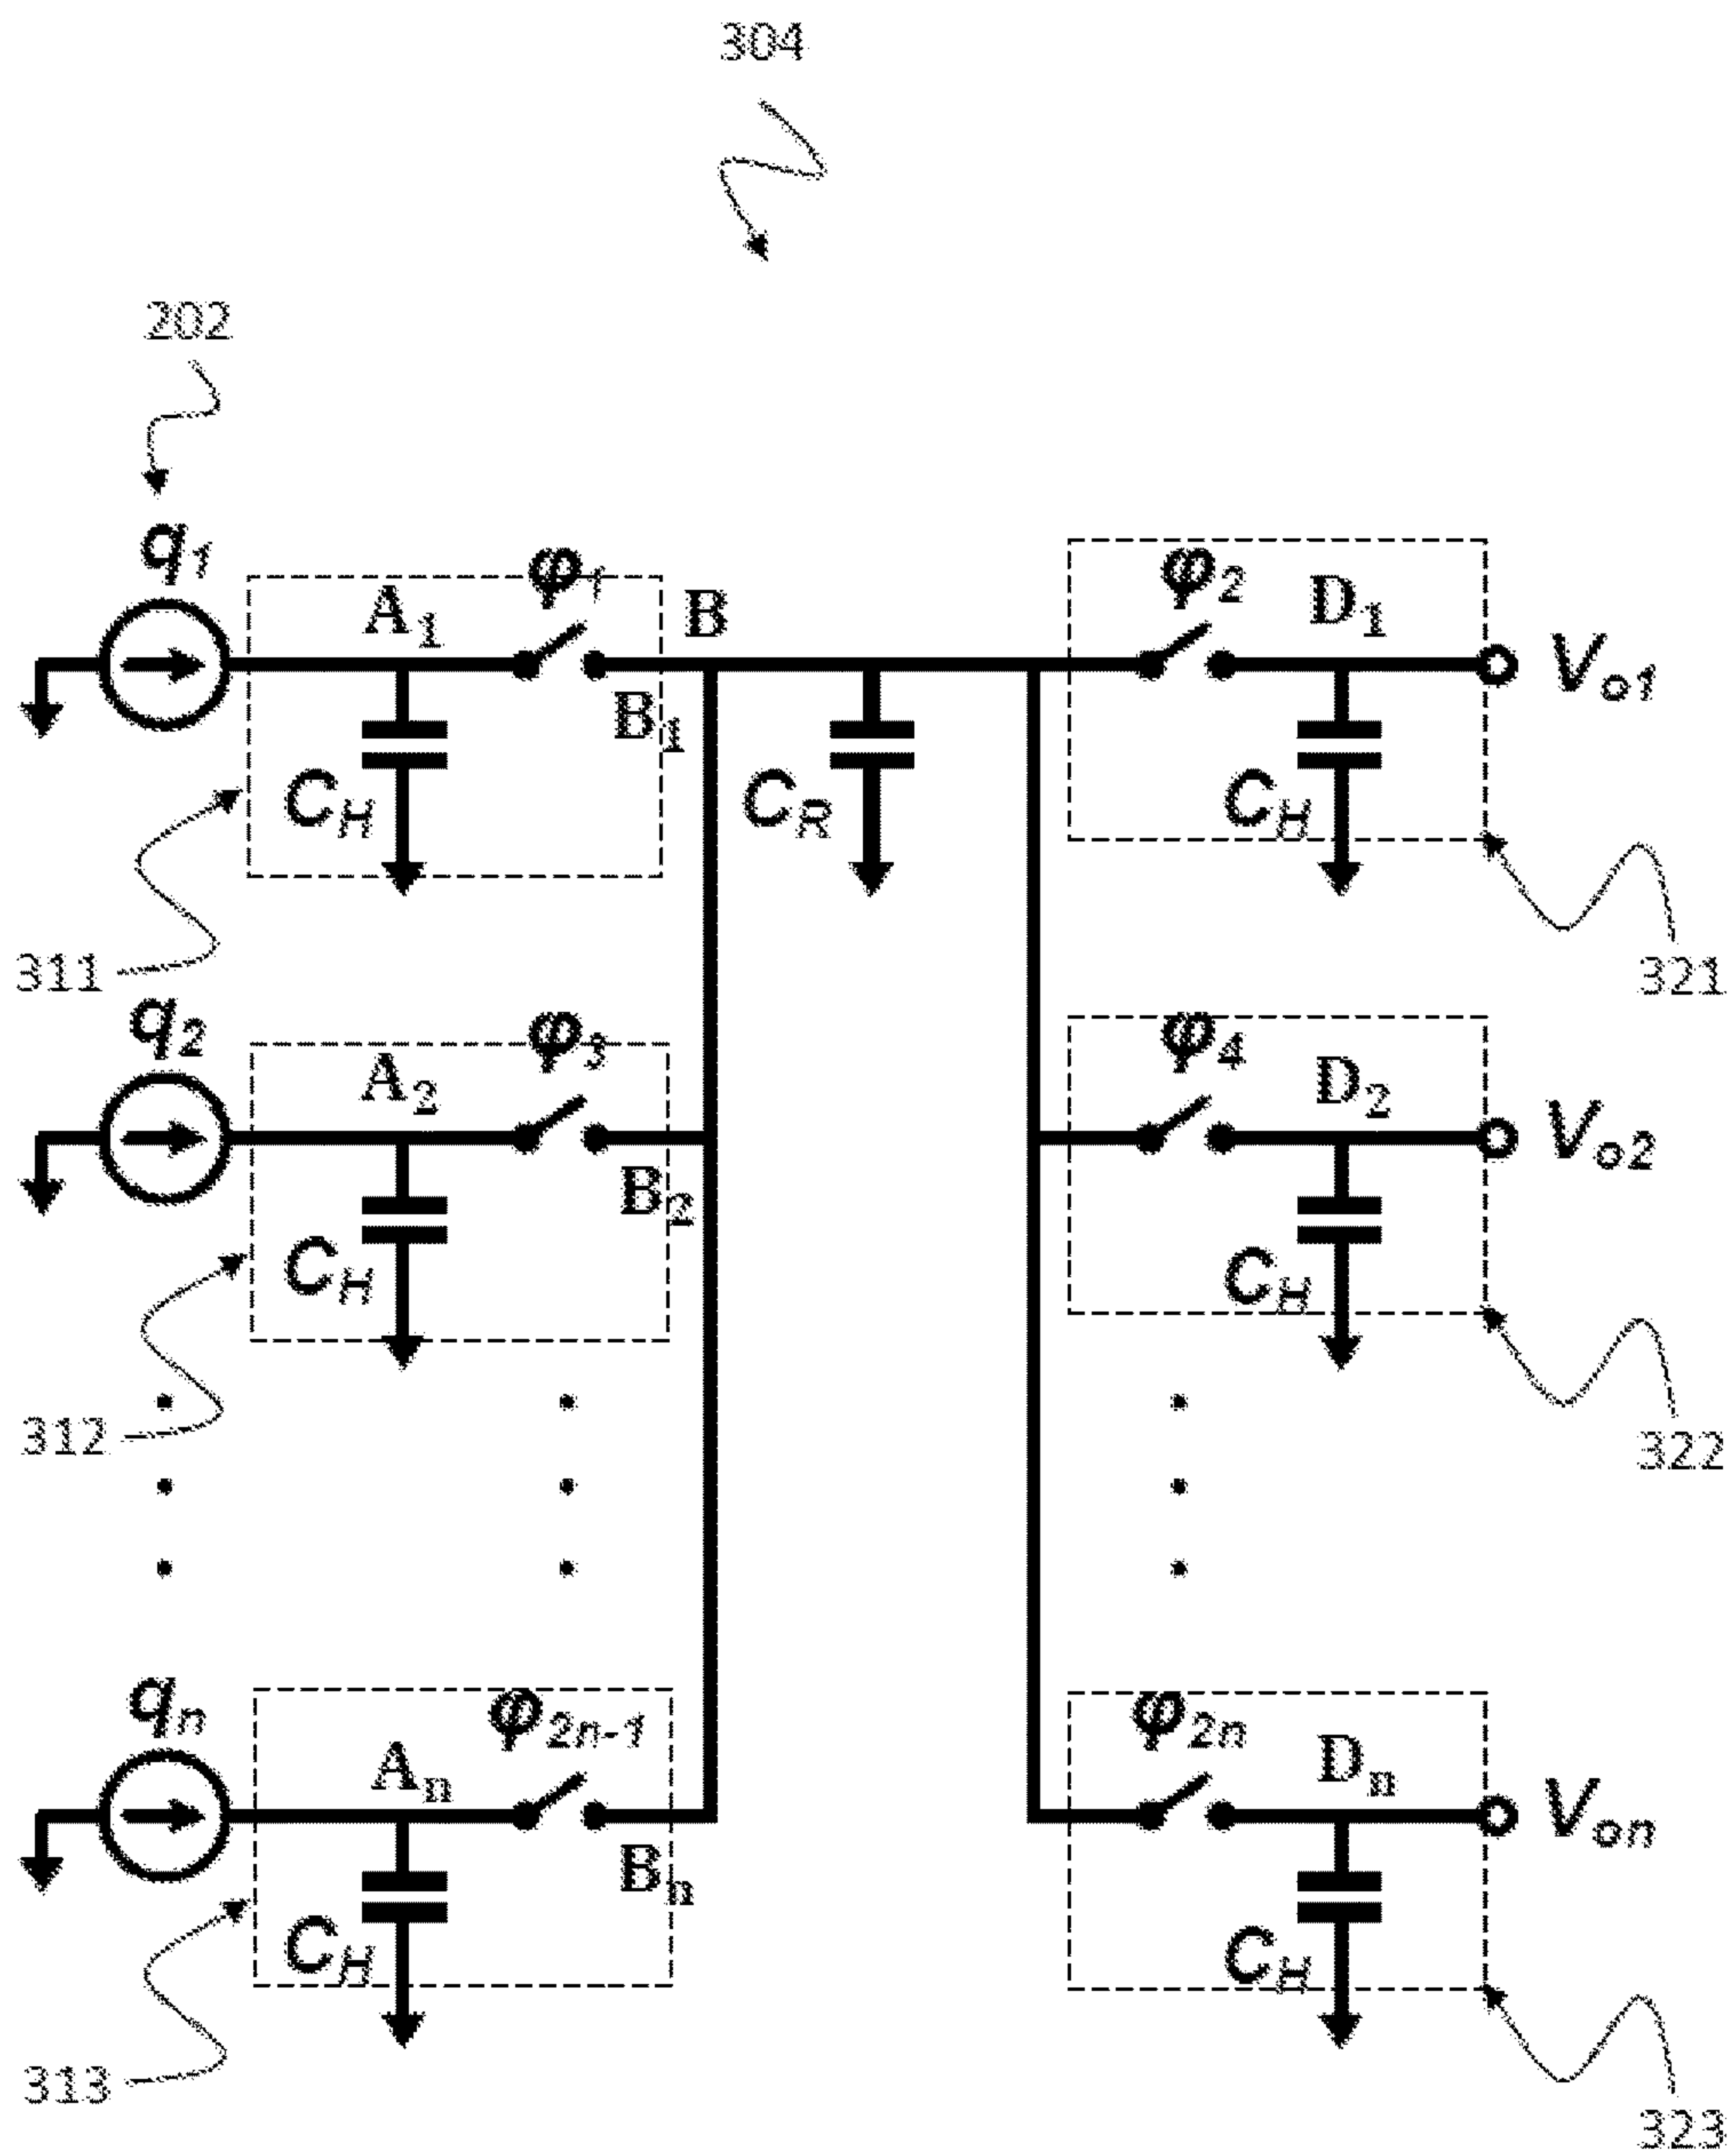 304
202
q1
A1 φ1 B
B1
CH
311
CR
φ2 D1 Vo1
CH
321
q2
A2 φ3
B2
CH
312
φ4 D2 Vo2
CH
322
qn
An φ2n-1
Bn
CH
313
φ2n Dn Von
CH
323